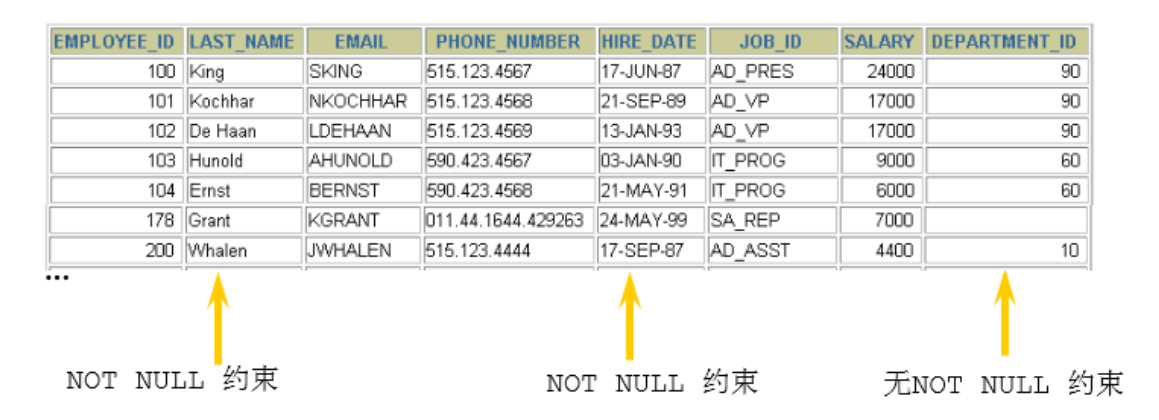 EMPLOYEE_ID LAST_NAME EMAIL PHONE_NUMBER HIRE_DATE JOB_ID SALARY DEPARTMENT_ID
100 King SKING 515.123.4567 17-JUN-87 AD_PRES 24000 90
101 Kochhar NKOCHHAR 515.123.4568 21-SEP-89 AD_VP 17000 90
102 De Haan LDEHAAN 515.123.4569 13-JAN-93 AD_VP 17000 90
103 Hunold AHUNOLD 590.423.4567 03-JAN-90 IT_PROG 9000 60
104 Ernst BERNST 590.423.4568 21-MAY-91 IT_PROG 6000 60
178 Grant KGRANT 011.44.1644.429263 24-MAY-99 SA_REP 7000
200 Whalen JWHALEN 515.123.4444 17-SEP-87 AD_ASST 4400 10
...
NOT NULL 约束 NOT NULL 约束 无NOT NULL 约束